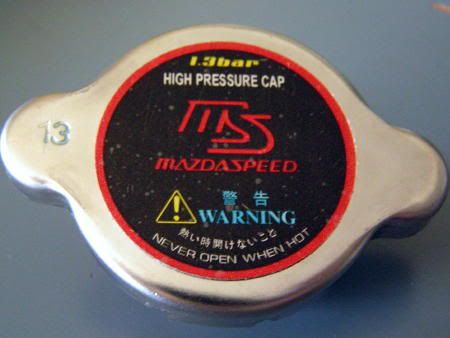 1.3bar
HIGH PRESSURE CAP
MS
MAZDASPEED
警告
WARNING
熱い時開けないこと
NEVER OPEN WHEN HOT
13